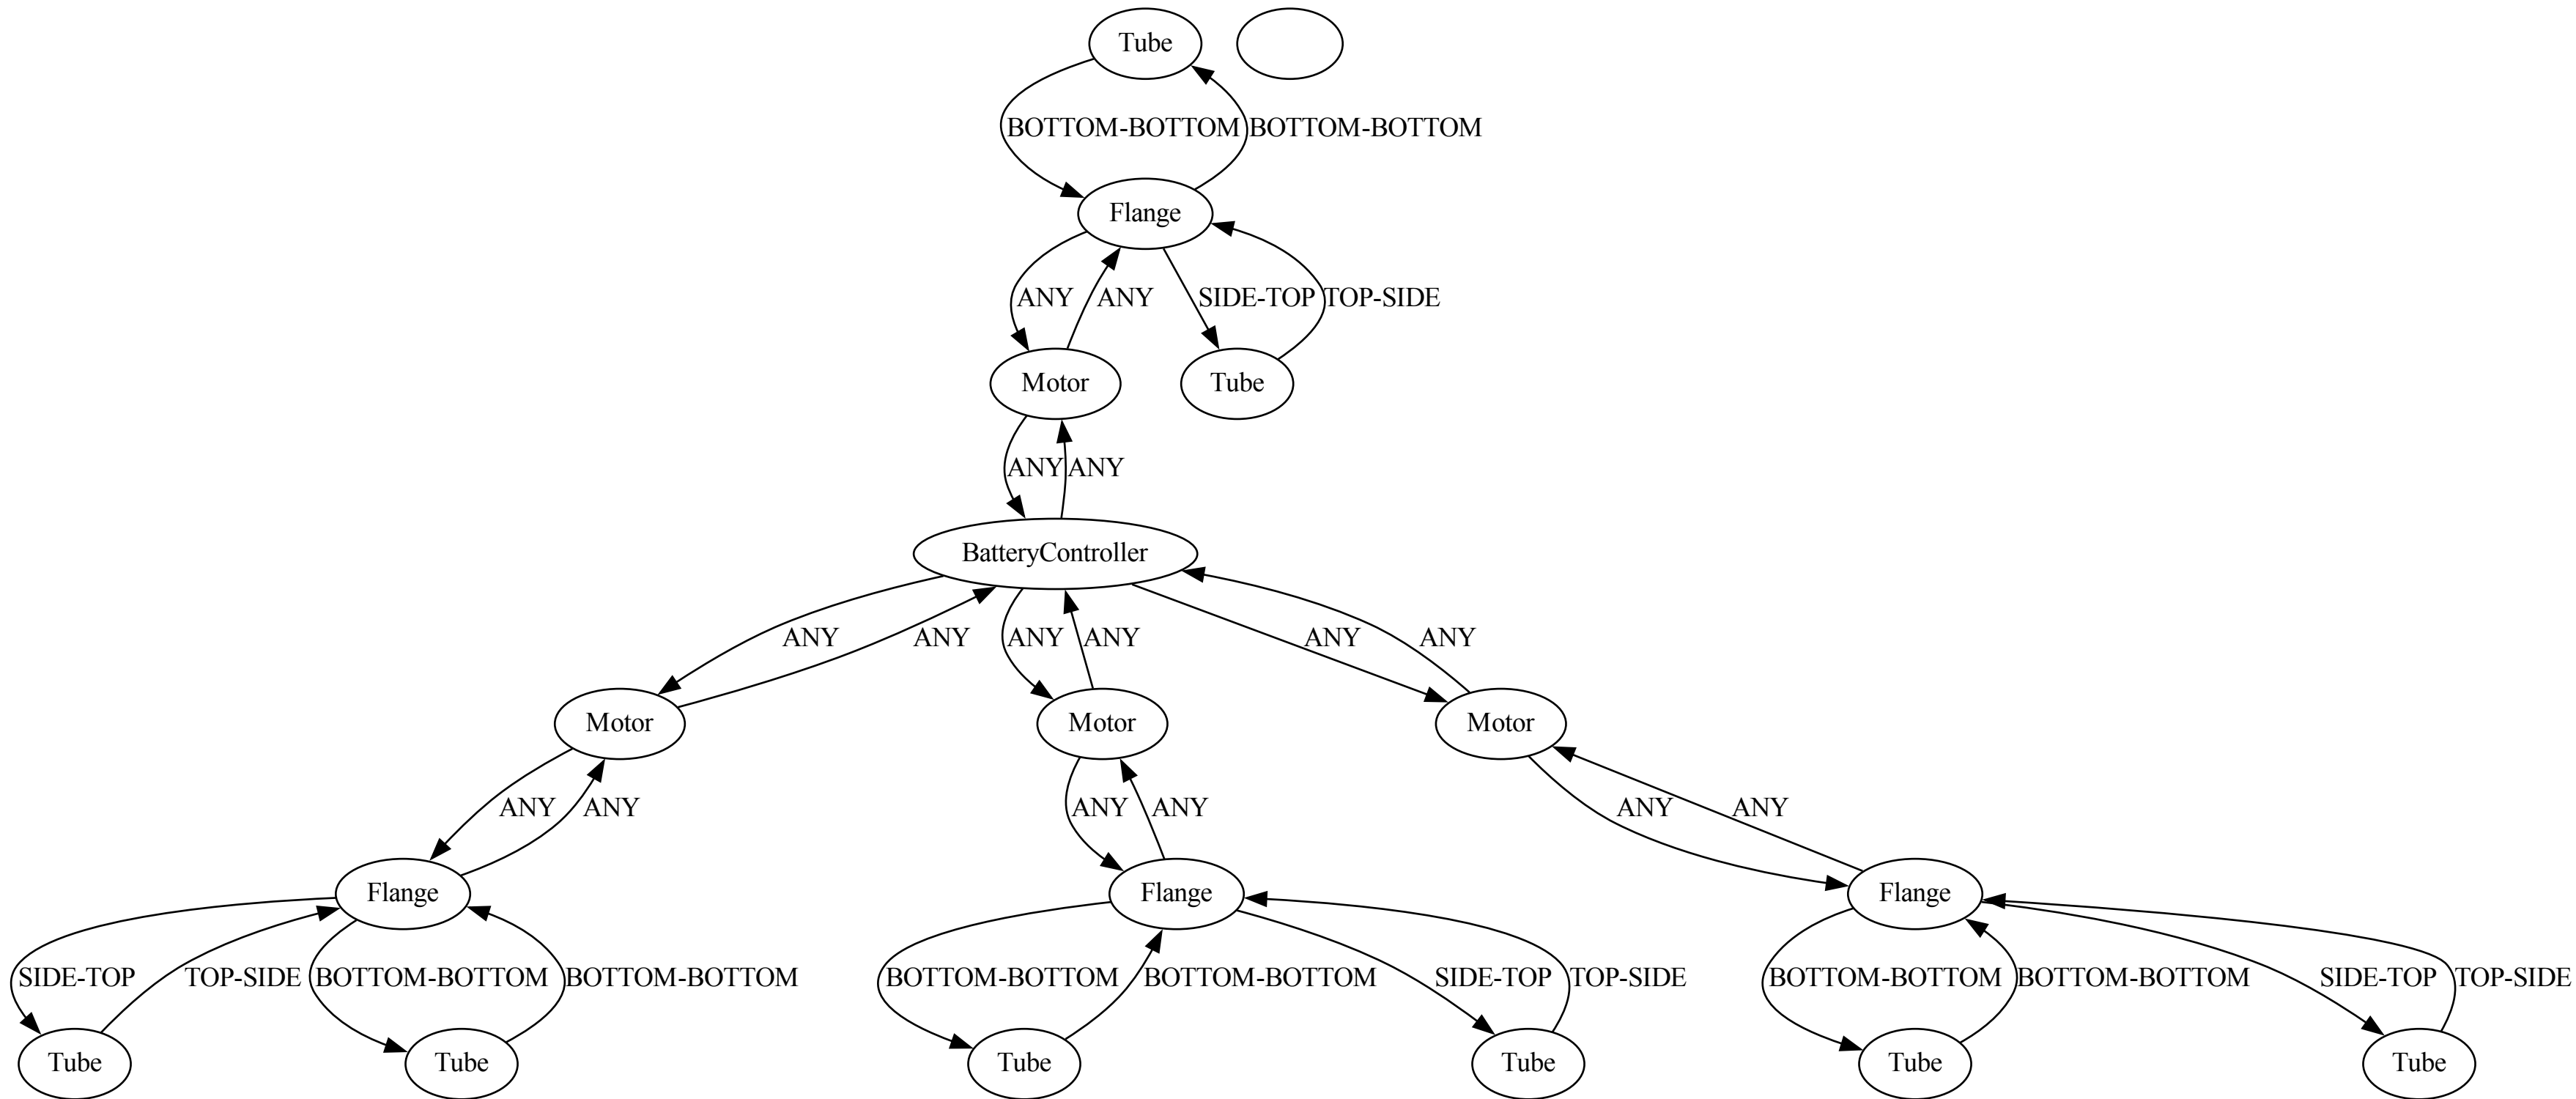 Tube
BOTTOM-BOTTOM BOTTOM-BOTTOM
Flange
ANY ANY SIDE-TOP TOP-SIDE
Motor Tube
ANY ANY
BatteryController
ANY ANY ANY ANY ANY ANY
Motor Motor Motor
ANY ANY ANY ANY ANY ANY
Flange Flange Flange
SIDE-TOP TOP-SIDE BOTTOM-BOTTOM BOTTOM-BOTTOM BOTTOM-BOTTOM BOTTOM-BOTTOM SIDE-TOP TOP-SIDE BOTTOM-BOTTOM BOTTOM-BOTTOM SIDE-TOP TOP-SIDE
Tube Tube Tube Tube Tube Tube